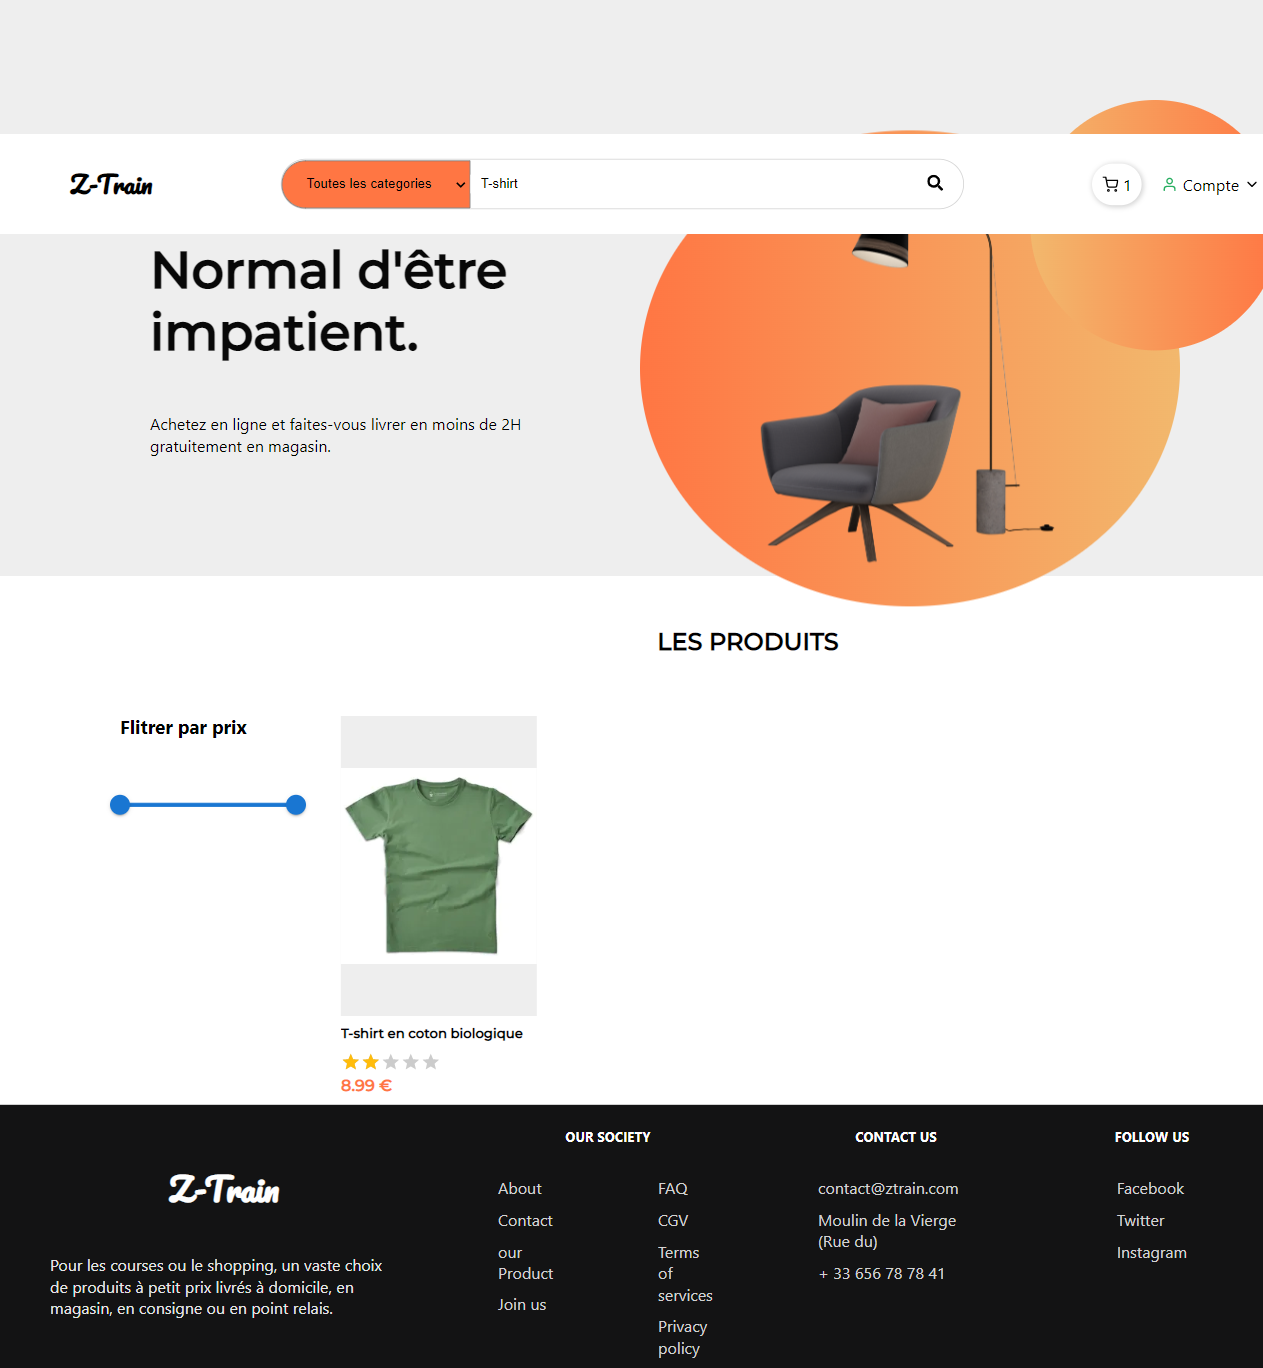 Z-Train
Toutes les categories
T-shirt
1
Compte
Normal d'être
impatient.
Achetez en ligne et faites-vous livrer en moins de 2H
gratuitement en magasin.
LES PRODUITS
Flitrer par prix
T-shirt en coton biologique
8.99 €
Z-Train
Pour les courses ou le shopping, un vaste choix
de produits à petit prix livrés à domicile, en
magasin, en consigne ou en point relais.
OUR SOCIETY
About
Contact
our
Product
Join us
FAQ
CGV
Terms
of
services
Privacy
policy
CONTACT US
contact@ztrain.com
Moulin de la Vierge
(Rue du)
+ 33 656 78 78 41
FOLLOW US
Facebook
Twitter
Instagram